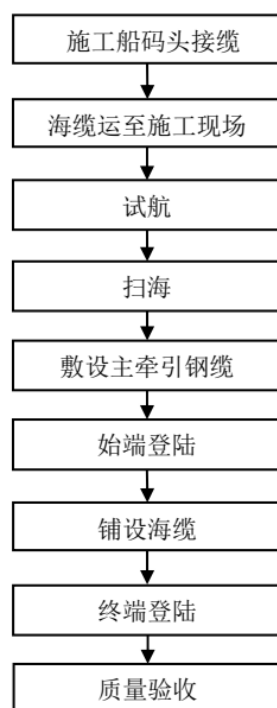 施工船码头接缆
海缆运至施工现场
试航
扫海
敷设主牵引钢缆
始端登陆
铺设海缆
终端登陆
质量验收